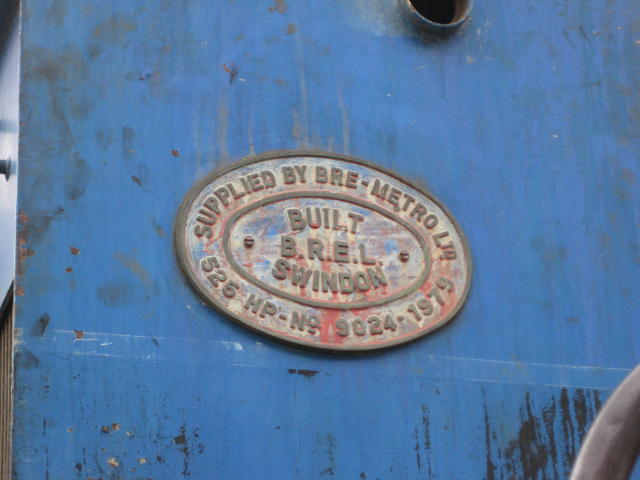 SUPPLIED BY BRE-METRO LTD
BUILT
B.R.E.L.
SWINDON
525 HP-No 9024-1979